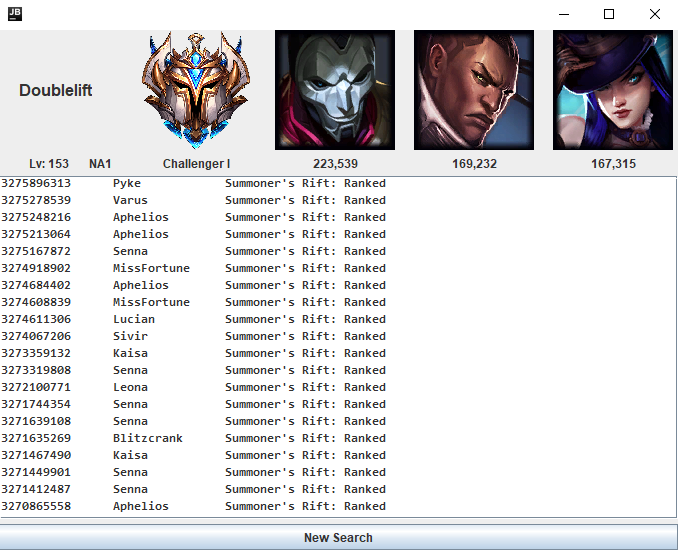 JB
Doublelift
Lv: 153 NA1 Challenger I 223,539 169,232 167,315
3275896313 Pyke Summoner's Rift: Ranked
3275278539 Varus Summoner's Rift: Ranked
3275248216 Aphelios Summoner's Rift: Ranked
3275213064 Aphelios Summoner's Rift: Ranked
3275167872 Senna Summoner's Rift: Ranked
3274918902 MissFortune Summoner's Rift: Ranked
3274684402 Aphelios Summoner's Rift: Ranked
3274608839 MissFortune Summoner's Rift: Ranked
3274611306 Lucian Summoner's Rift: Ranked
3274067206 Sivir Summoner's Rift: Ranked
3273359132 Kaisa Summoner's Rift: Ranked
3273319808 Senna Summoner's Rift: Ranked
3272100771 Leona Summoner's Rift: Ranked
3271744354 Senna Summoner's Rift: Ranked
3271639108 Senna Summoner's Rift: Ranked
3271635269 Blitzcrank Summoner's Rift: Ranked
3271467490 Kaisa Summoner's Rift: Ranked
3271449901 Senna Summoner's Rift: Ranked
3271412487 Senna Summoner's Rift: Ranked
3270865558 Aphelios Summoner's Rift: Ranked
New Search